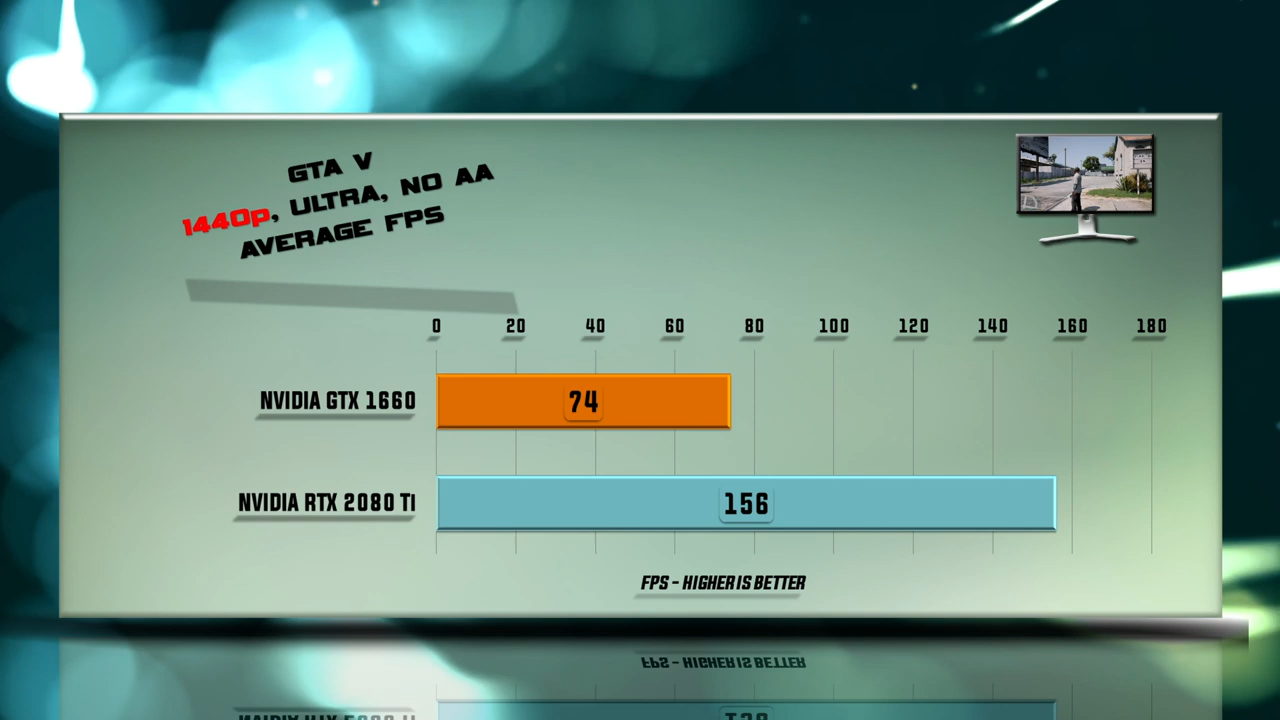 GTA V
1440p, ULTRA, NO AA
AVERAGE FPS
0 20 40 60 80 100 120 140 160 180
NVIDIA GTX 1660 74
NVIDIA RTX 2080 TI 156
FPS - HIGHER IS BETTER